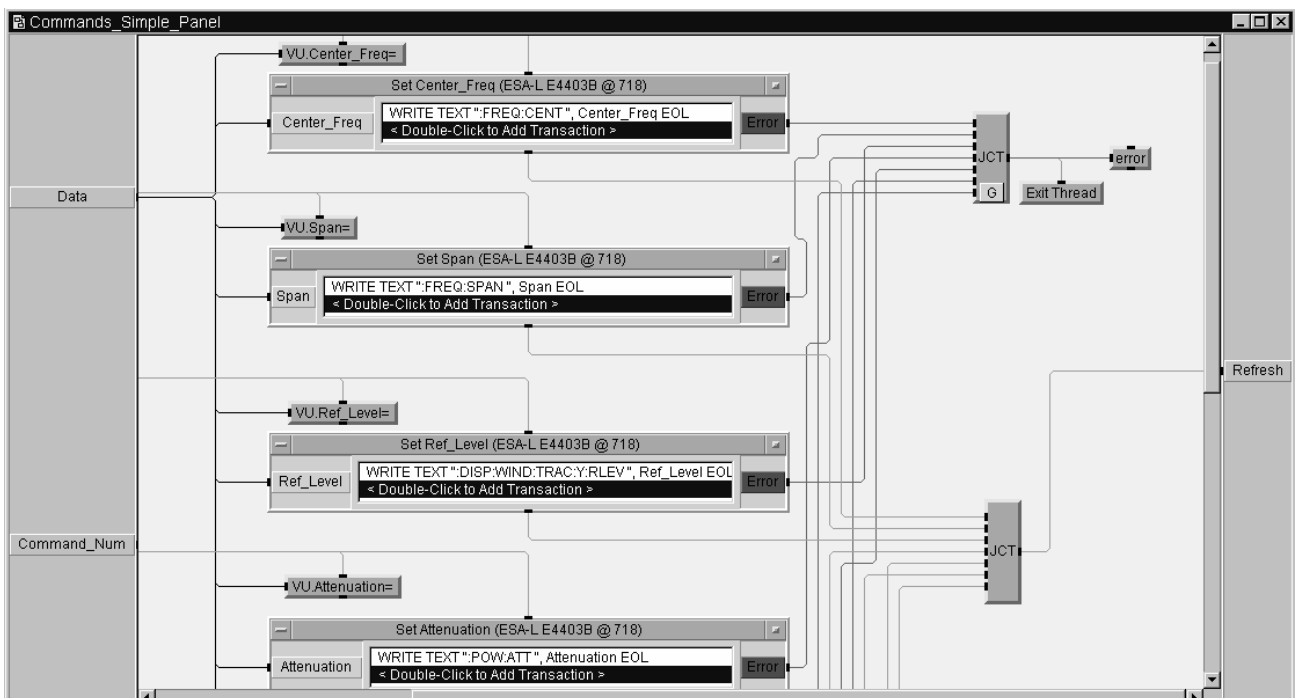 Commands_Simple_Panel
VU.Center_Freq=
Set Center_Freq (ESA-L E4403B @ 718)
Center_Freq
WRITE TEXT ":FREQ:CENT ", Center_Freq EOL
< Double-Click to Add Transaction >
Error
JCT
G
error
Exit Thread
Data
VU.Span=
Set Span (ESA-L E4403B @ 718)
Span
WRITE TEXT ":FREQ:SPAN ", Span EOL
< Double-Click to Add Transaction >
Error
Refresh
VU.Ref_Level=
Set Ref_Level (ESA-L E4403B @ 718)
Ref_Level
WRITE TEXT ":DISP:WIND:TRAC:Y:RLEV ", Ref_Level EOL
< Double-Click to Add Transaction >
Error
Command_Num
JCT
VU.Attenuation=
Set Attenuation (ESA-L E4403B @ 718)
Attenuation
WRITE TEXT ":POW:ATT ", Attenuation EOL
< Double-Click to Add Transaction >
Error